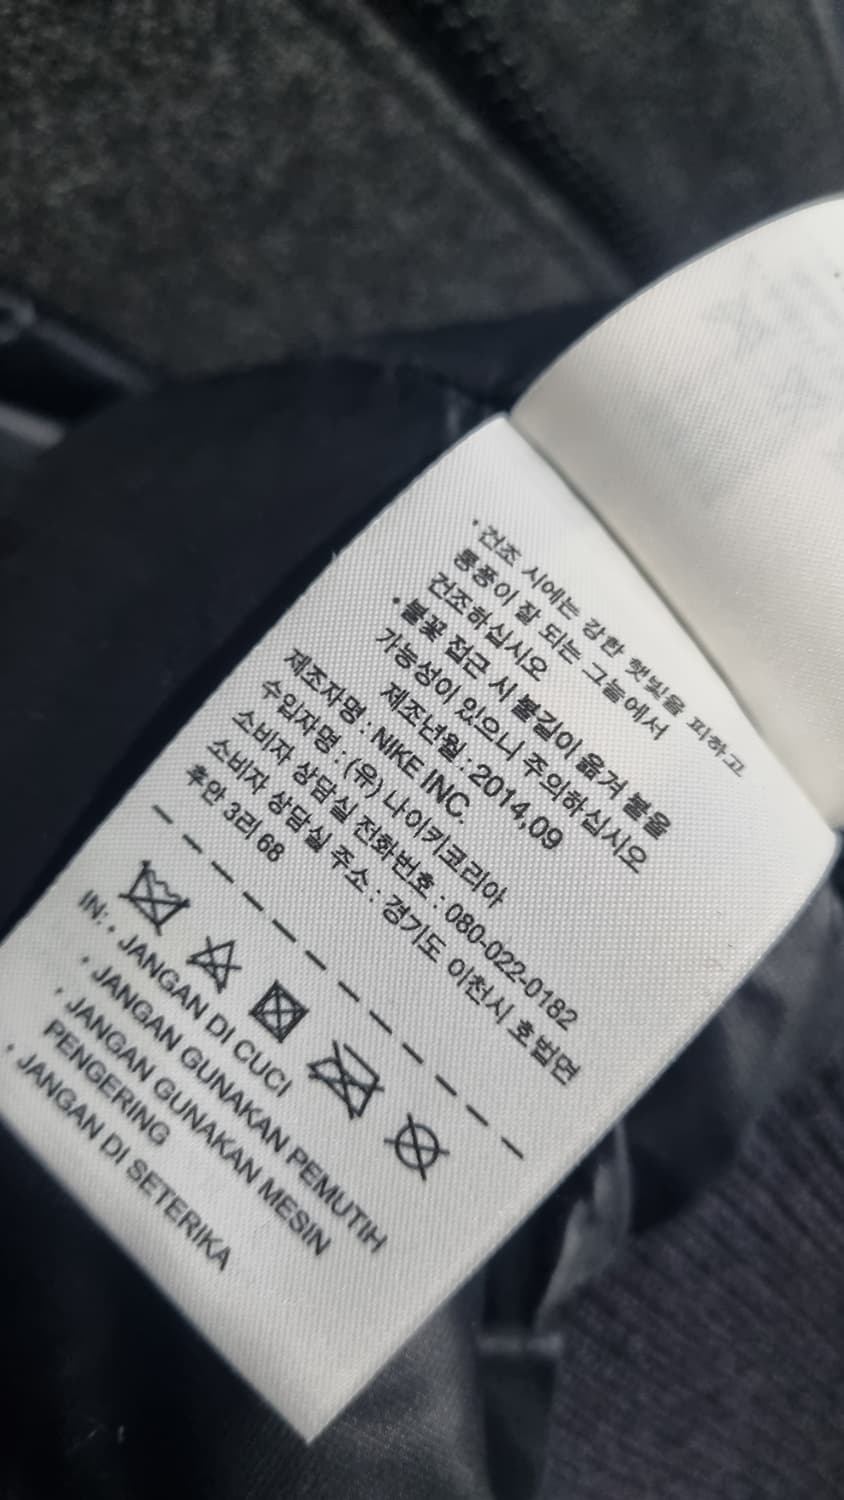 · 건조 시에는 강한 햇빛을 피하고
통풍이 잘 되는 그늘에서
건조하십시오
· 불꽃 접근 시 불길이 옮겨 붙을
가능성이 있으니 주의하십시오
제조년월 : 2014,09
제조자명 : NIKE INC.
수입자명 : (유) 나이키코리아
소비자 상담실 전화번호 : 080-022-0182
소비자 상담실 주소 : 경기도 이천시 호법면
후안 3리 68
IN: · JANGAN DI CUCI
· JANGAN GUNAKAN PEMUTIH
· JANGAN GUNAKAN MESIN
PENGERING
· JANGAN DI SETERIKA